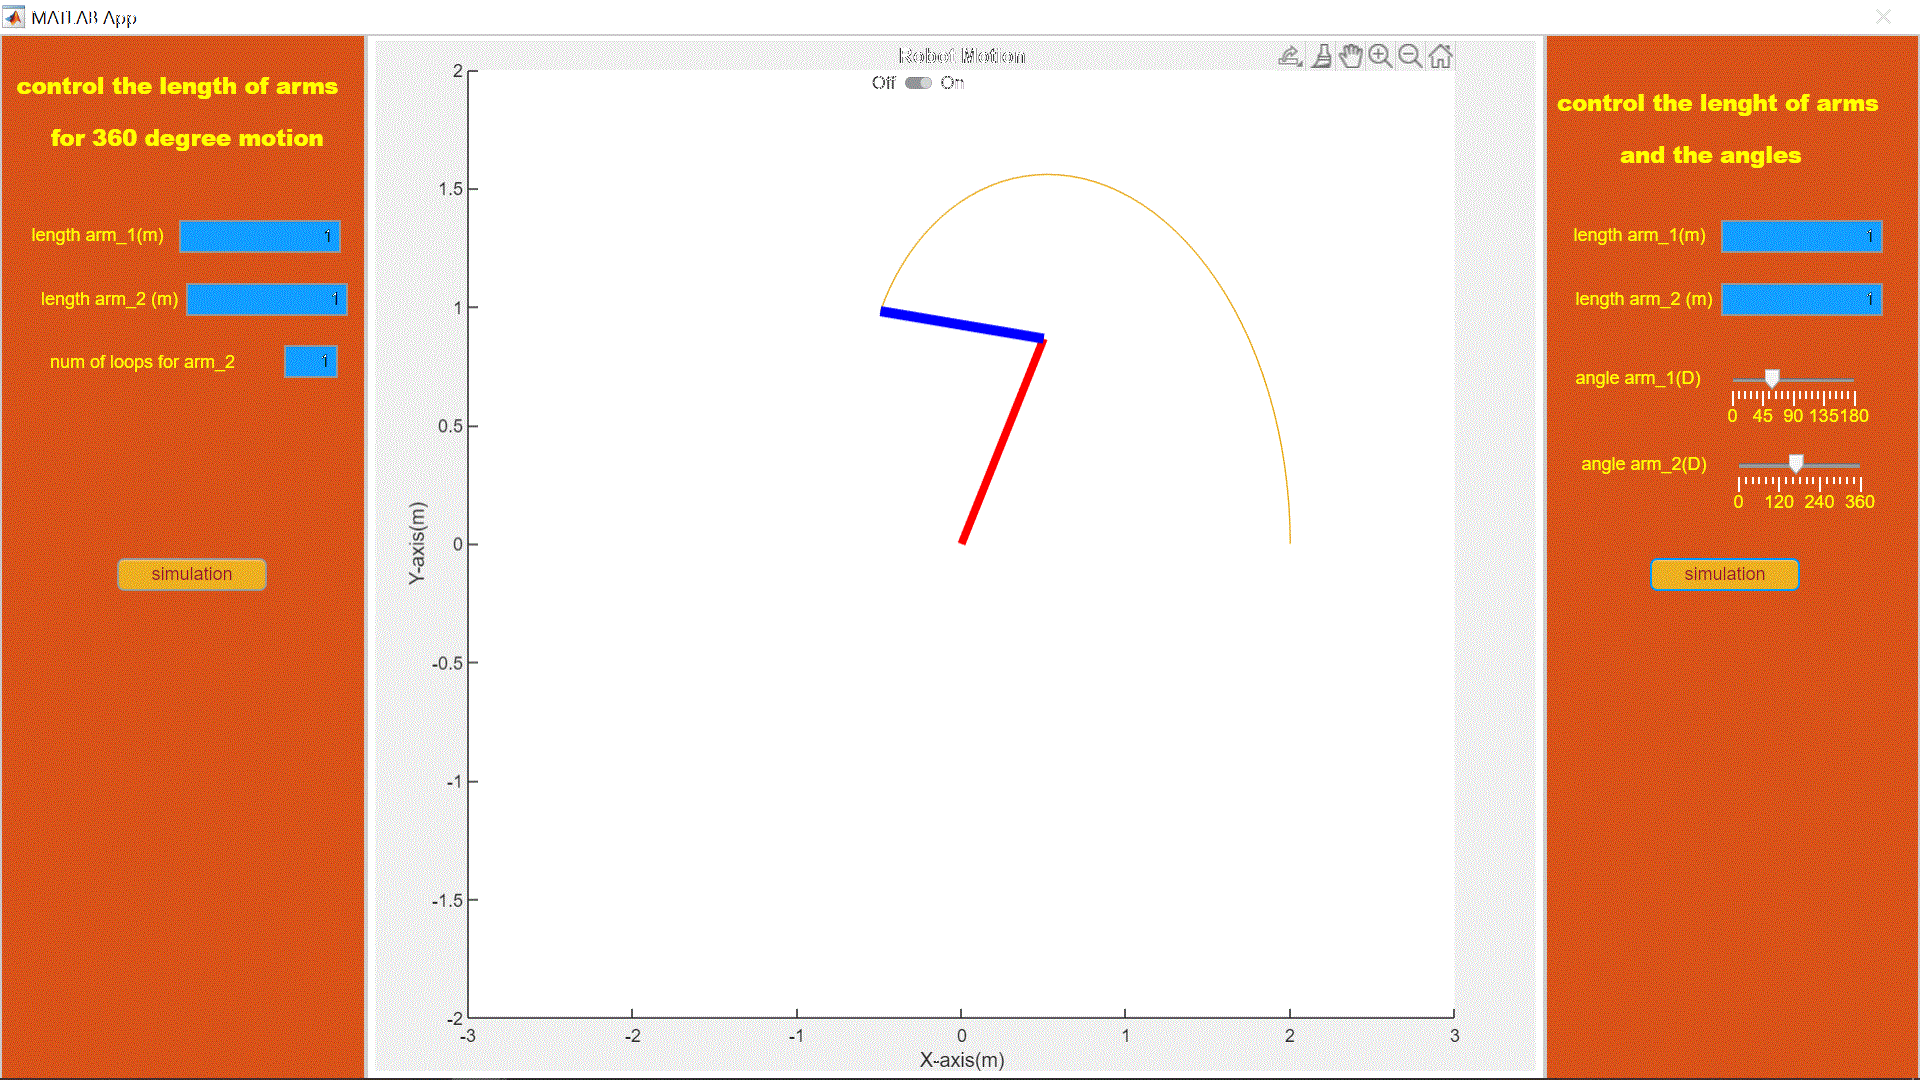 MATLAB App
control the length of arms
for 360 degree motion
length arm_1(m) 1
length arm_2 (m) 1
num of loops for arm_2 1
simulation
Robot Motion
Off On
2
1.5
1
0.5
0
-0.5
-1
-1.5
-2
Y-axis(m)
-3 -2 -1 0 1 2 3
X-axis(m)
control the lenght of arms
and the angles
length arm_1(m) 1
length arm_2 (m) 1
angle arm_1(D)
0 45 90 135 180
angle arm_2(D)
0 120 240 360
simulation